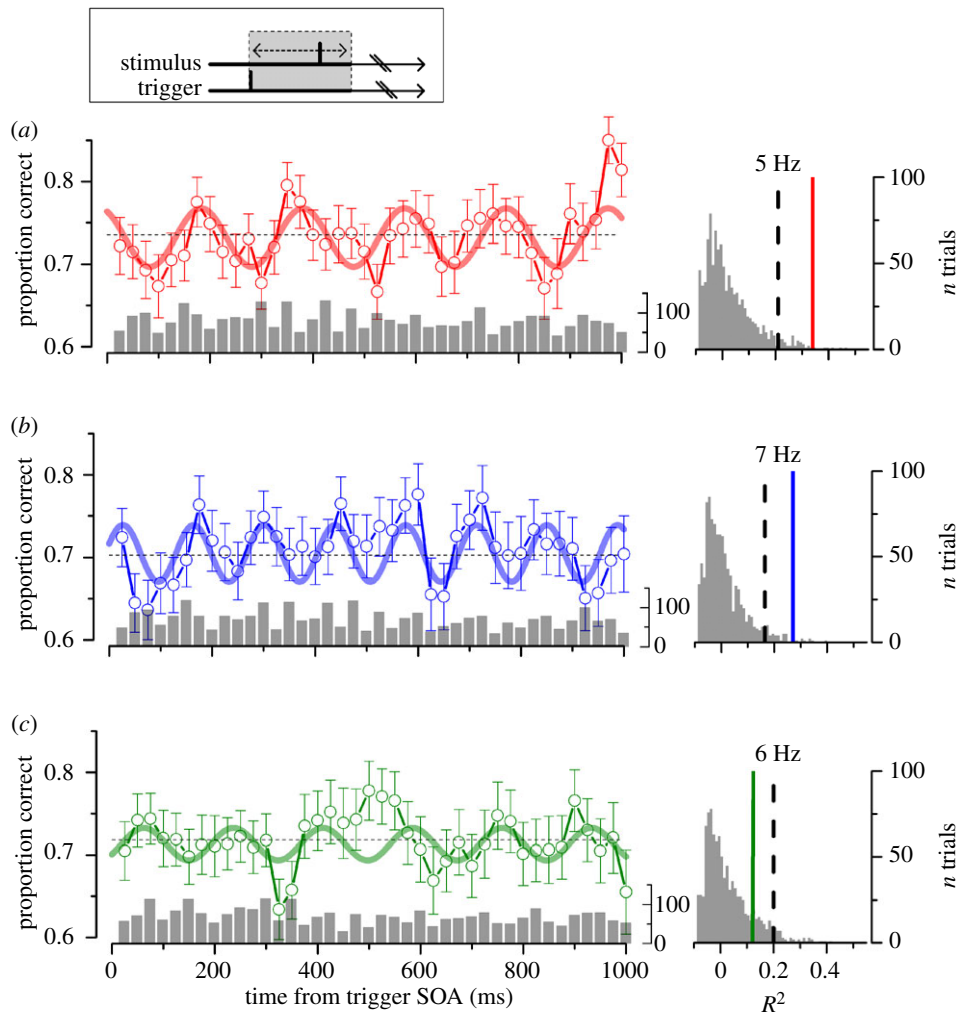 stimulus
trigger
(a)
proportion correct
0.8
0.7
0.6
100
0
5 Hz
100
50
0
n trials
(b)
proportion correct
0.8
0.7
0.6
100
0
7 Hz
100
50
0
n trials
(c)
proportion correct
0.8
0.7
0.6
100
0
6 Hz
100
50
0
n trials
0 200 400 600 800 1000
time from trigger SOA (ms)
0 0.2 0.4
R²